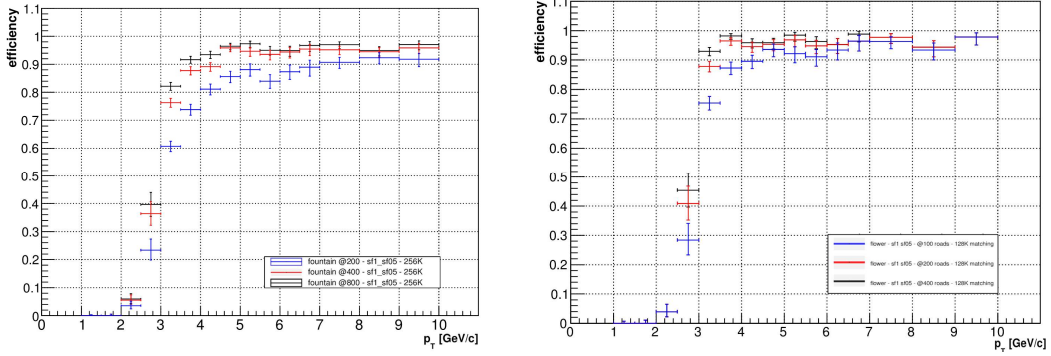 efficiency
1.1
1
0.9
0.8
0.7
0.6
0.5
0.4
0.3
0.2
0.1
0
fountain @200 - sf1_sf05 - 256K
fountain @400 - sf1_sf05 - 256K
fountain @800 - sf1_sf05 - 256K
0 1 2 3 4 5 6 7 8 9 10
p_T [GeV/c]
efficiency
1.1
1
0.9
0.8
0.7
0.6
0.5
0.4
0.3
0.2
0.1
0
flower - sf1 sf05 - @100 roads - 128K matching
flower - sf1 sf05 - @200 roads - 128K matching
flower - sf1 sf05 - @400 roads - 128K matching
0 1 2 3 4 5 6 7 8 9 10
p_T [GeV/c]